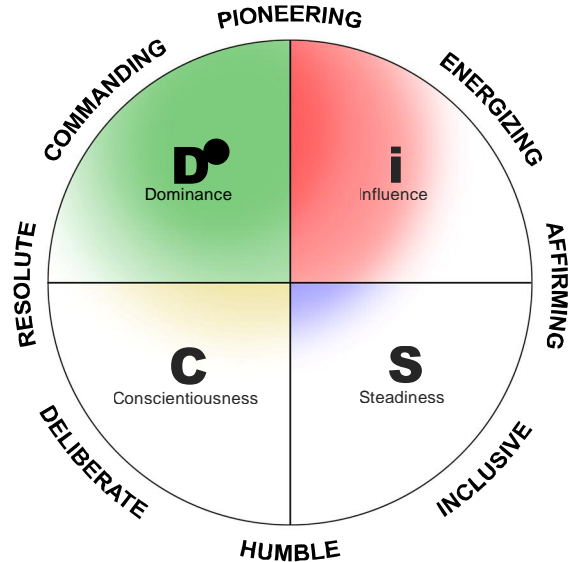 PIONEERING
COMMANDING
ENERGIZING
D
Dominance
i
Influence
RESOLUTE
AFFIRMING
C
Conscientiousness
S
Steadiness
DELIBERATE
INCLUSIVE
HUMBLE